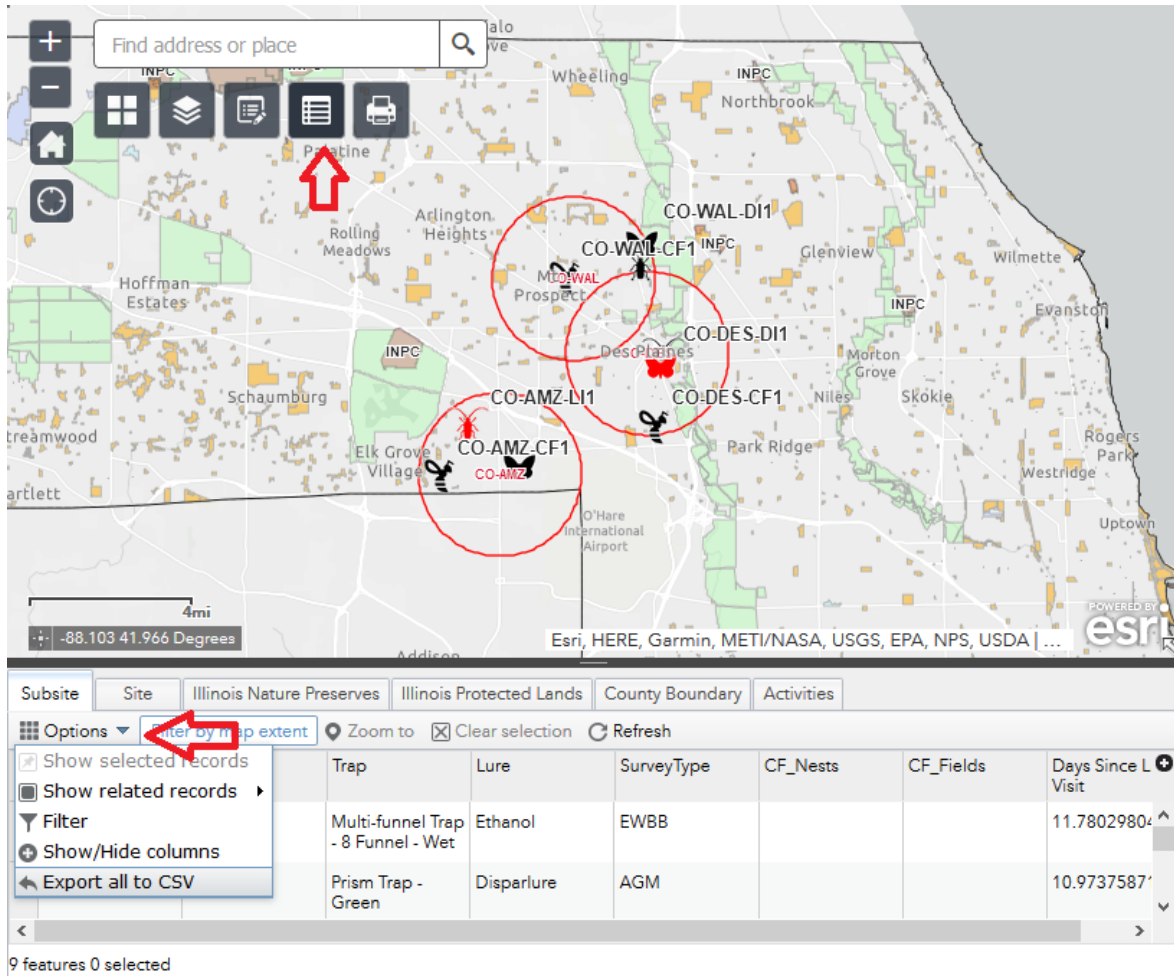 alo
ve
Find address or place
INPC
Wheeling
INPC
Northbrook
Palatine
Arlington
Heights
CO-WAL-DI1
Rolling
Meadows
CO-WAL-CF1
INPC
Glenview
Wilmette
Hoffman
Estates
Mount
Prospect
CO-WAL
INPC
Evanston
CO-DES-DI1
INPC
Des Plaines
Morton
Grove
Schaumburg
CO-AMZ-LI1
CO-DES-CF1
Niles
Skokie
treamwood
Elk Grove
Village
CO-AMZ-CF1
Park Ridge
Rogers
Park
CO-AMZ
Westridge
artlett
O'Hare
International
Airport
Uptown
4mi
-88.103 41.966 Degrees
Addison
Esri, HERE, Garmin, METI/NASA, USGS, EPA, NPS, USDA | ...
POWERED BY
esri
Subsite Site Illinois Nature Preserves Illinois Protected Lands County Boundary Activities
Options Filter by map extent Zoom to Clear selection Refresh
Show selected records
Show related records
Filter
Show/Hide columns
Export all to CSV
Trap Lure SurveyType CF_Nests CF_Fields Days Since L
Visit
Multi-funnel Trap Ethanol EWBB 11.78029804
- 8 Funnel - Wet
Prism Trap - Disparlure AGM 10.97375871
Green
9 features 0 selected